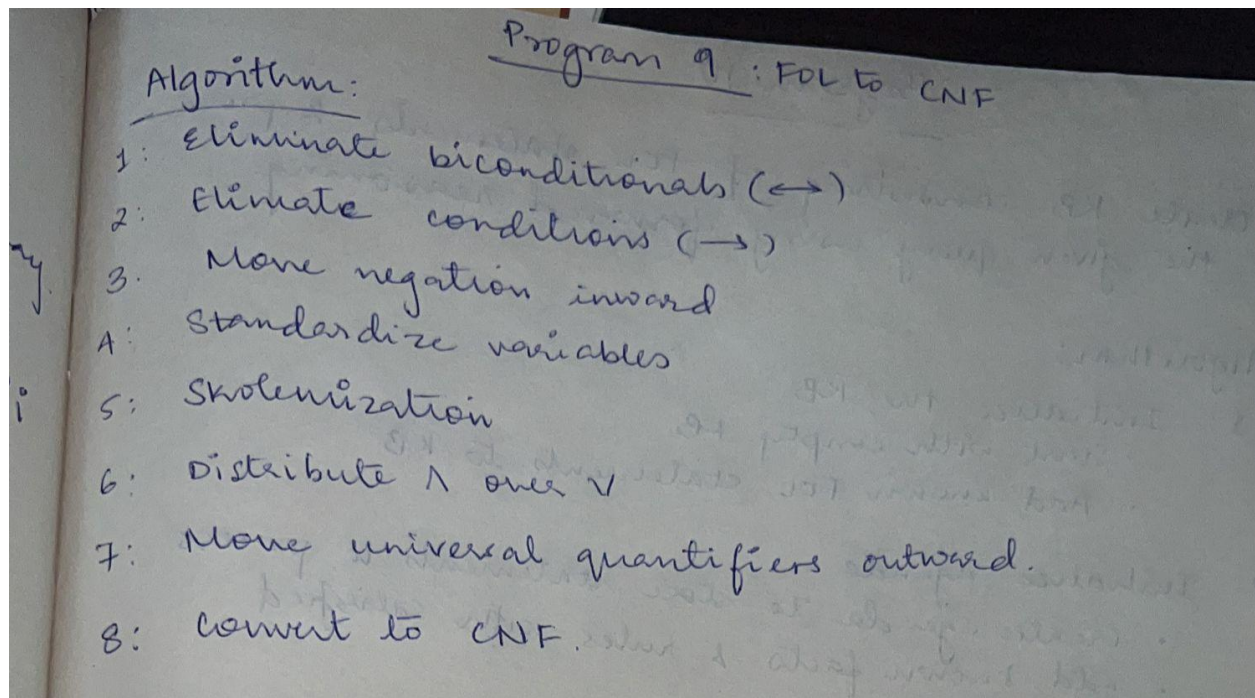 Program 9 : FOL to CNF
Algorithm:
1: Eliminate biconditionals (↔)
2: Elimate conditions (→)
3. Move negation inward
4: Standardize variables
5: Skolemization
6: Distribute ∧ over ∨
7: Move universal quantifiers outward.
8: Convert to CNF.